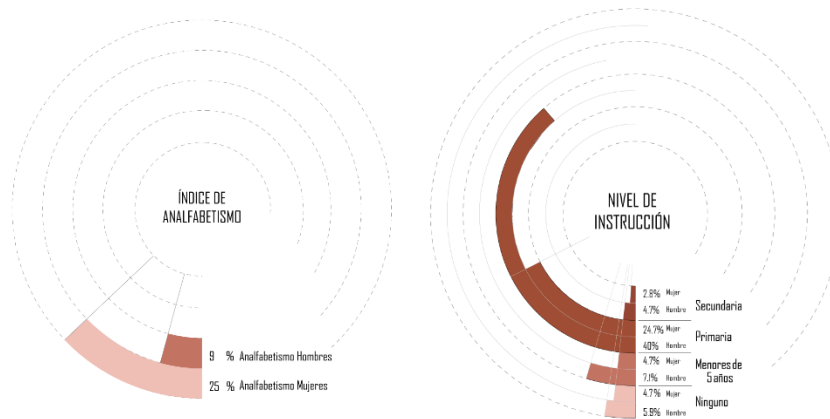 ÍNDICE DE
ANALFABETISMO
9 % Analfabetismo Hombres
25 % Analfabetismo Mujeres
NIVEL DE
INSTRUCCIÓN
2.8% Mujer
4.7% Hombre
Secundaria
24.7% Mujer
40% Hombre
Primaria
4.7% Mujer
7.1% Hombre
Menores de
5 años
4.7% Mujer
5.9% Hombre
Ninguno